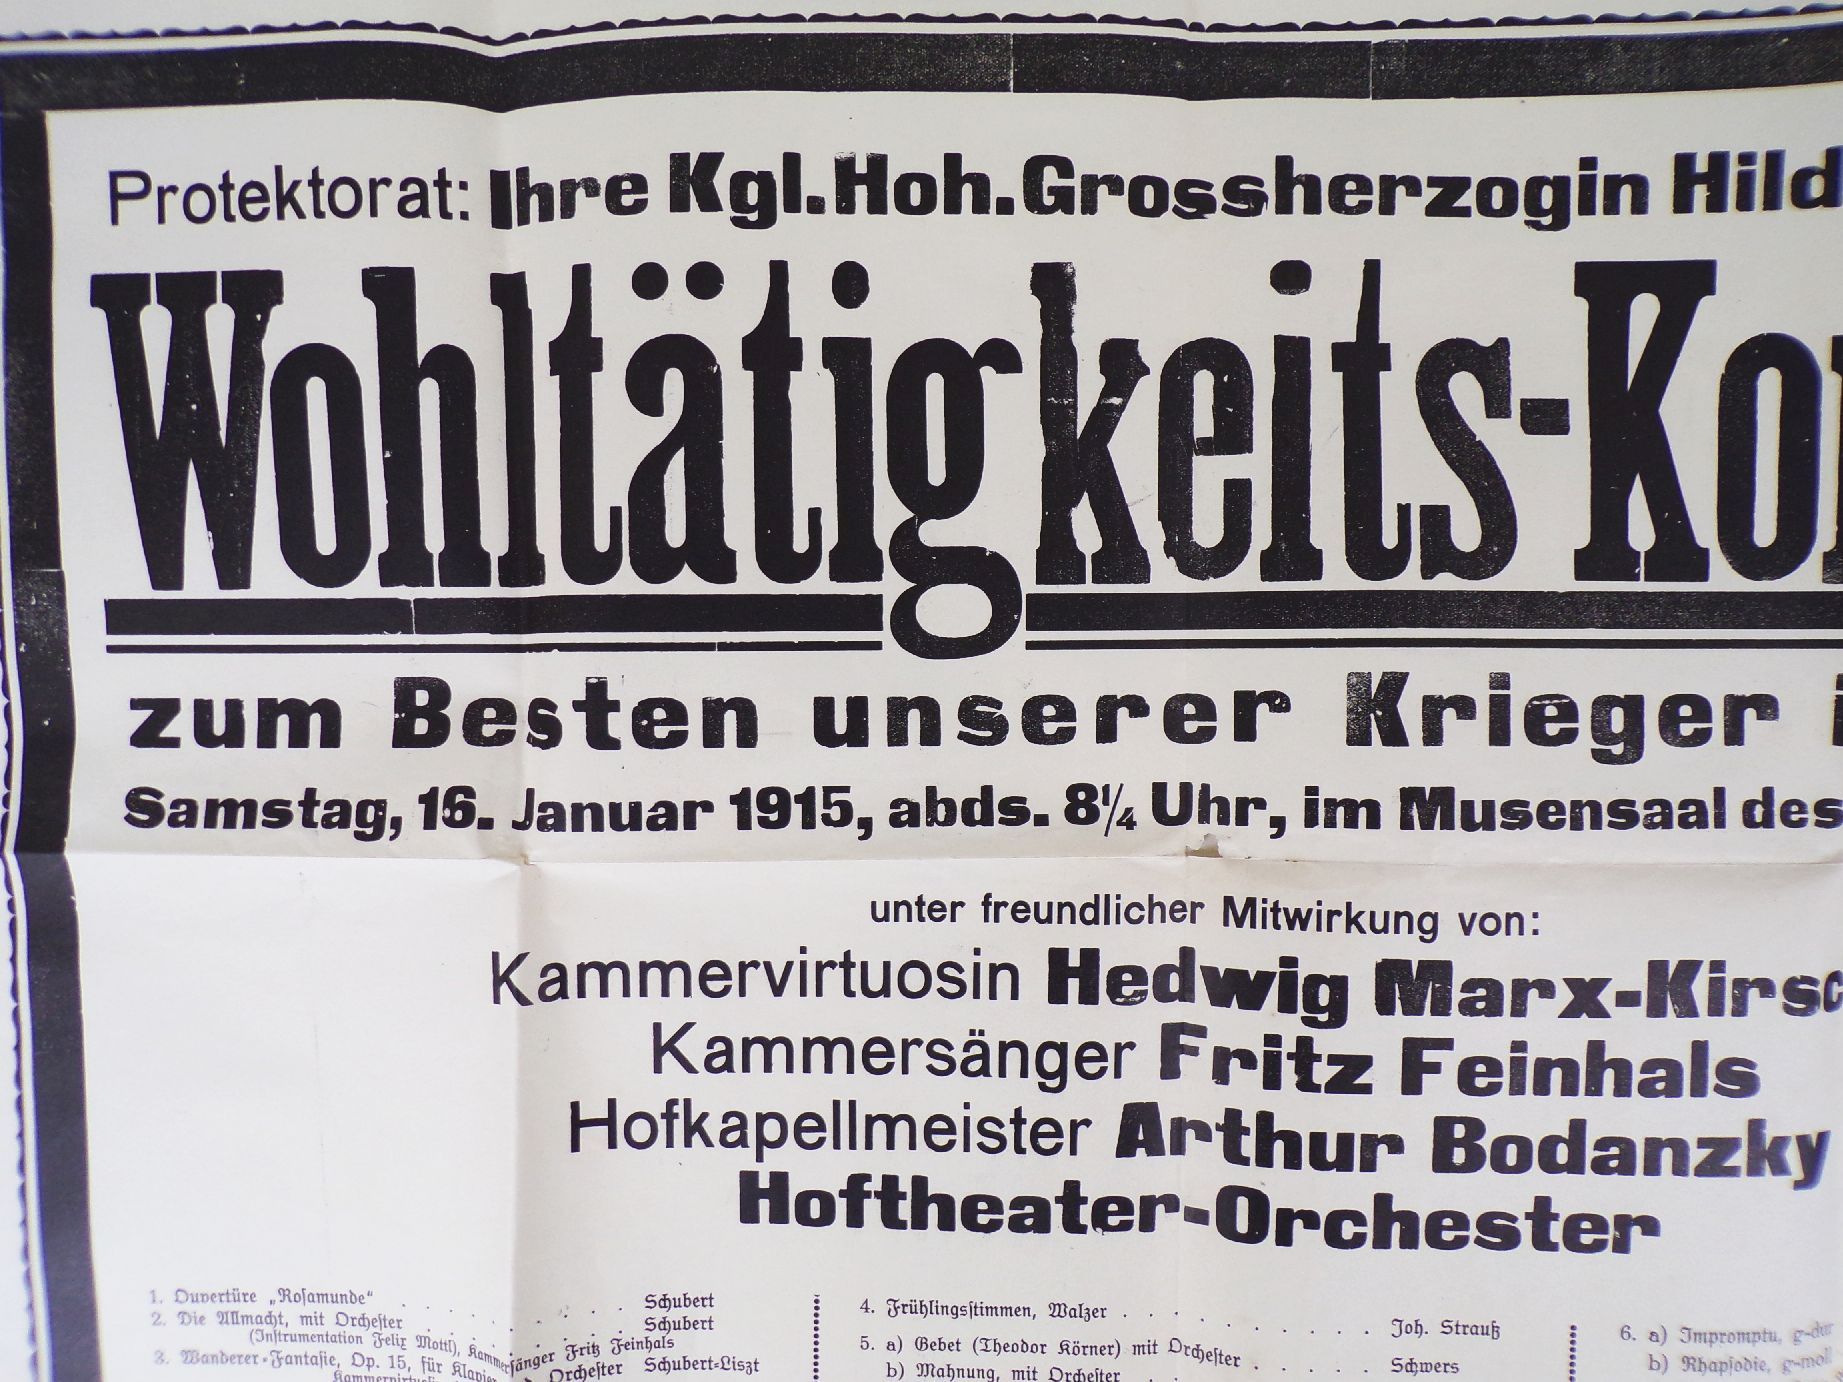 Protektorat: Ihre Kgl. Hoh. Grossherzogin Hild
Wohltätigkeits-Kon
zum Besten unserer Krieger i
Samstag, 16. Januar 1915, abds. 8¼ Uhr, im Musensaal des
unter freundlicher Mitwirkung von:
Kammervirtuosin Hedwig Marx-Kirsc
Kammersänger Fritz Feinhals
Hofkapellmeister Arthur Bodanzky
Hoftheater-Orchester
1. Ouvertüre „Rosamunde“ . . . . . . . . Schubert
2. Die Allmacht, mit Orchester . . . . . . . . Schubert
(Instrumentation Felix Mottl), Kammersänger Fritz Feinhals
3. Wanderer-Fantasie, Op. 15, für Klavier Orchester Schubert-Liszt
4. Frühlingsstimmen, Walzer . . . . . . . . . . . Joh. Strauß
5. a) Gebet (Theodor Körner) mit Orchester . . . . . Schwers
b) Mahnung, mit Orchester . .
6. a) Impromptu, g-dur
b) Rhapsodie, g-moll